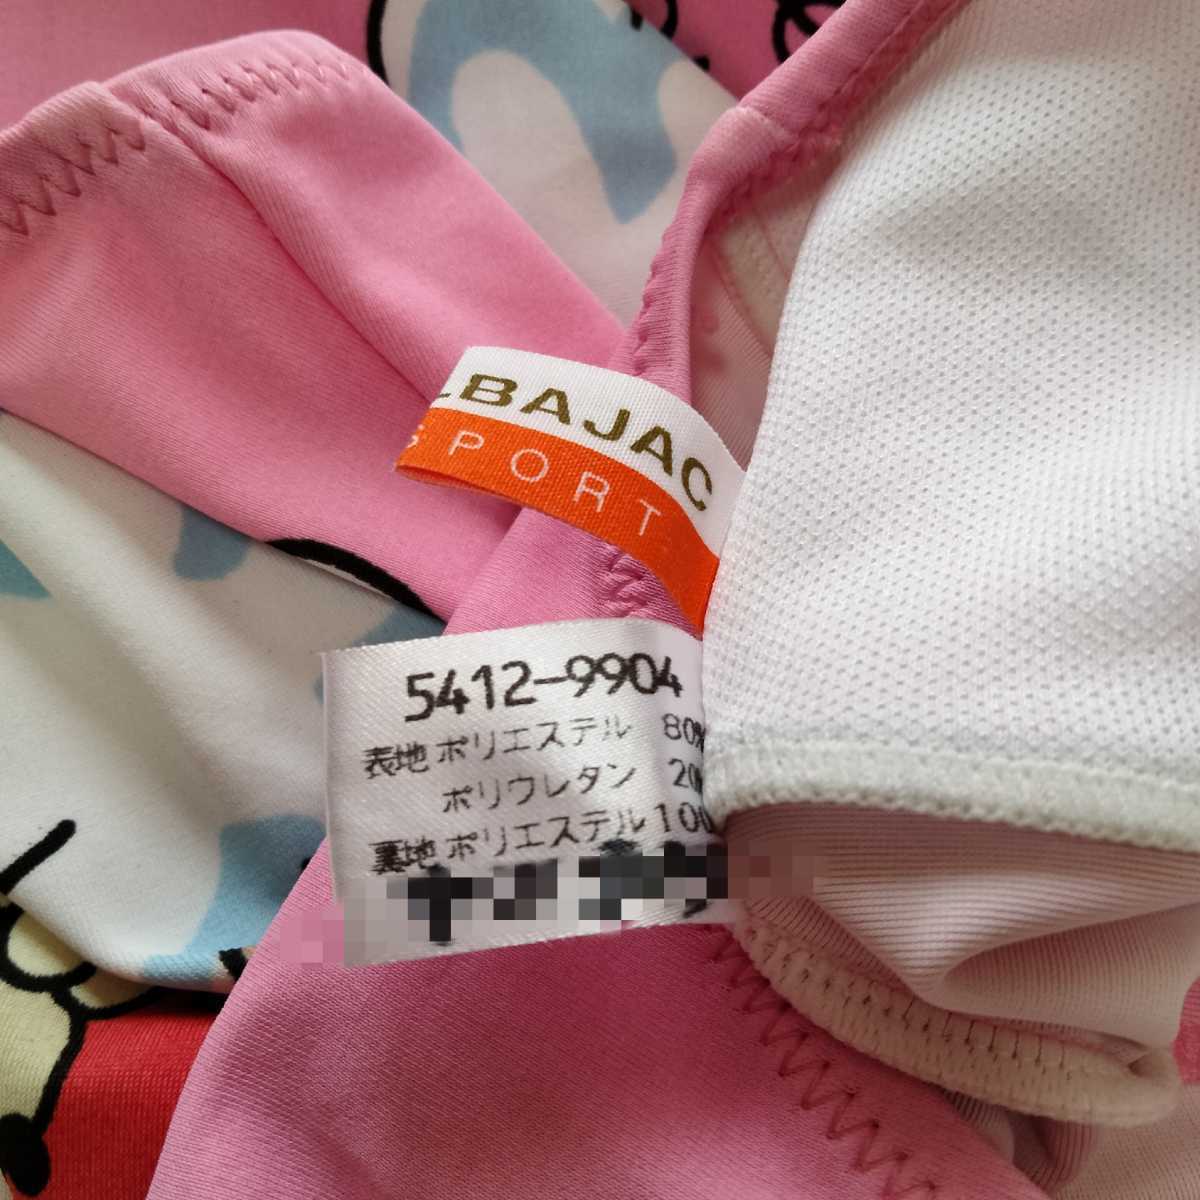 LBAJAC
SPORT
5412-9904
表地 ポリエステル 80%
ポリウレタン 20%
裏地 ポリエステル 100